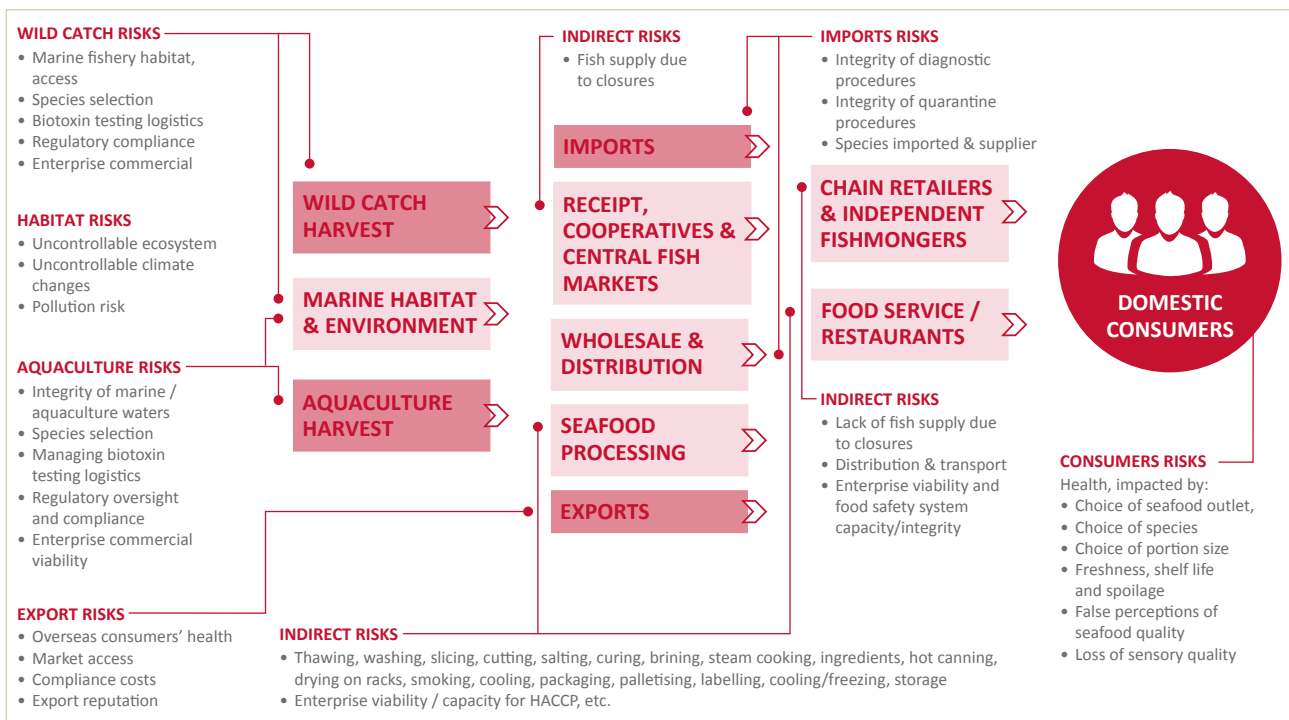 WILD CATCH RISKS
• Marine fishery habitat,
access
• Species selection
• Biotoxin testing logistics
• Regulatory compliance
• Enterprise commercial
HABITAT RISKS
• Uncontrollable ecosystem
• Uncontrollable climate
changes
• Pollution risk
AQUACULTURE RISKS
• Integrity of marine /
aquaculture waters
• Species selection
• Managing biotoxin
testing logistics
• Regulatory oversight
and compliance
• Enterprise commercial
viability
EXPORT RISKS
• Overseas consumers’ health
• Market access
• Compliance costs
• Export reputation
WILD CATCH
HARVEST
MARINE HABITAT
& ENVIRONMENT
AQUACULTURE
HARVEST
INDIRECT RISKS
• Fish supply due
to closures
IMPORTS
RECEIPT,
COOPERATIVES &
CENTRAL FISH
MARKETS
WHOLESALE &
DISTRIBUTION
SEAFOOD
PROCESSING
EXPORTS
INDIRECT RISKS
• Thawing, washing, slicing, cutting, salting, curing, brining, steam cooking, ingredients, hot canning,
drying on racks, smoking, cooling, packaging, palletising, labelling, cooling/freezing, storage
• Enterprise viability / capacity for HACCP, etc.
IMPORTS RISKS
• Integrity of diagnostic
procedures
• Integrity of quarantine
procedures
• Species imported & supplier
CHAIN RETAILERS
& INDEPENDENT
FISHMONGERS
FOOD SERVICE /
RESTAURANTS
INDIRECT RISKS
• Lack of fish supply due
to closures
• Distribution & transport
• Enterprise viability and
food safety system
capacity/integrity
DOMESTIC
CONSUMERS
CONSUMERS RISKS
Health, impacted by:
• Choice of seafood outlet,
• Choice of species
• Choice of portion size
• Freshness, shelf life
and spoilage
• False perceptions of
seafood quality
• Loss of sensory quality